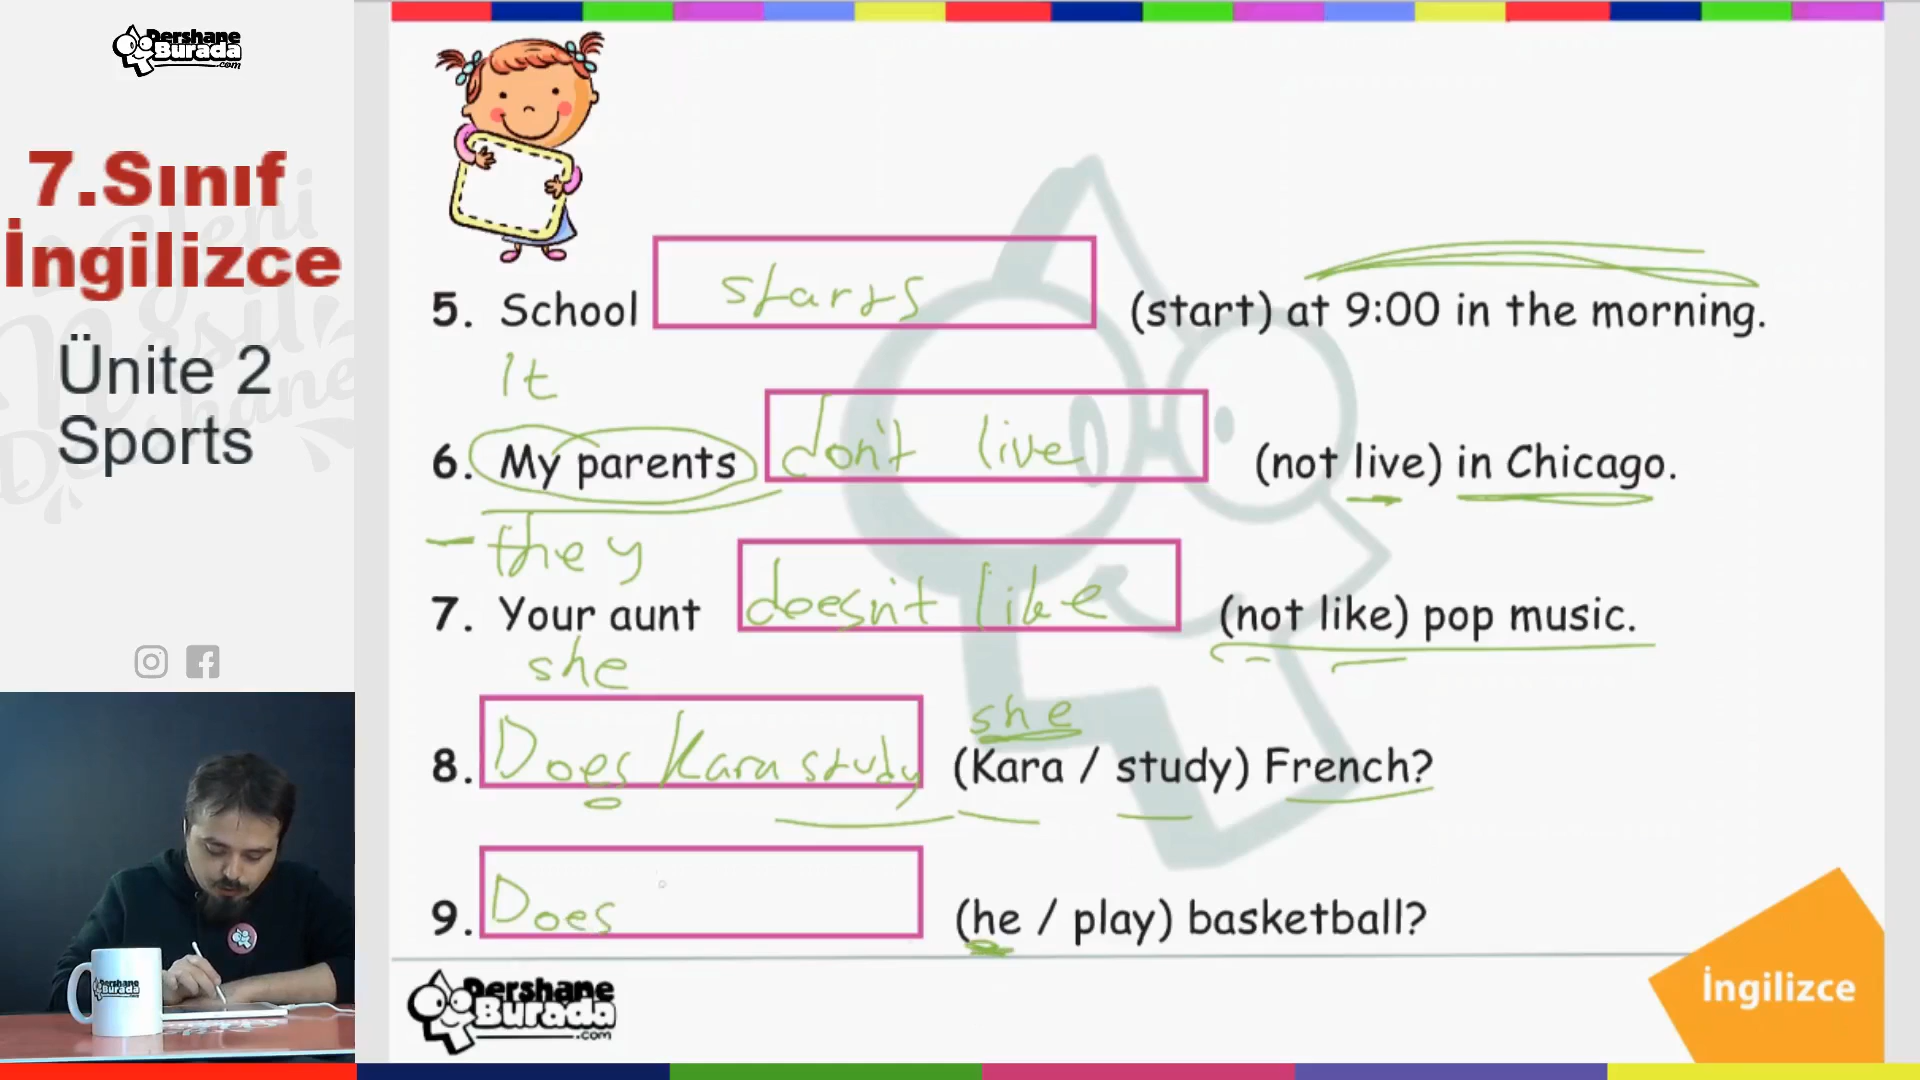 Dershane
Burada
.com
7.Sınıf
İngilizce
Ünite 2
Sports
5. School starts (start) at 9:00 in the morning.
It
6. My parents don't live (not live) in Chicago.
they
7. Your aunt doesn't like (not like) pop music.
she
she
8. Does Kara study (Kara / study) French?
9. Does (he / play) basketball?
Dershane
Burada
.com
İngilizce
Dershane
Burada